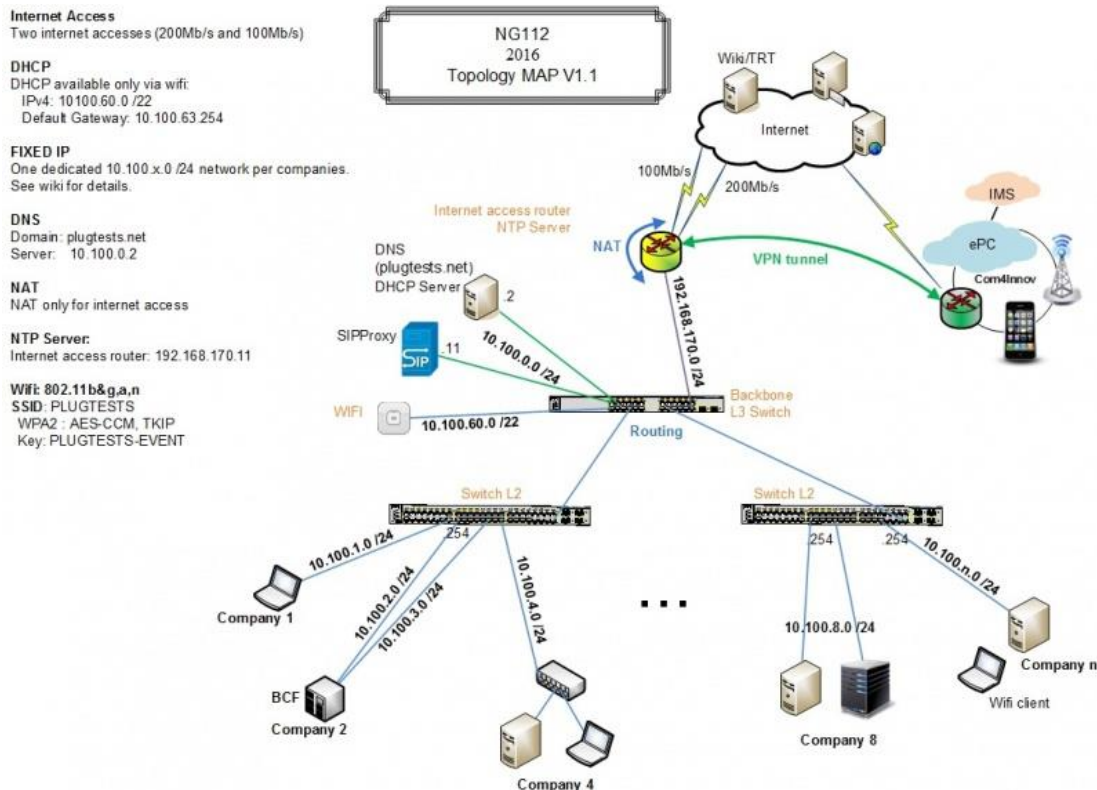 Internet Access
Two internet accesses (200Mb/s and 100Mb/s)
DHCP
DHCP available only via wifi:
IPv4: 10100.60.0 /22
Default Gateway: 10.100.63.254
FIXED IP
One dedicated 10.100.x.0 /24 network per companies.
See wiki for details.
DNS
Domain: plugtests.net
Server: 10.100.0.2
NAT
NAT only for internet access
NTP Server:
Internet access router: 192.168.170.11
Wifi: 802.11b&g,a,n
SSID: PLUGTESTS
WPA2 : AES-CCM, TKIP
Key: PLUGTESTS-EVENT
NG112
2016
Topology MAP V1.1
Wiki/TRT
Internet
100Mb/s
200Mb/s
Internet access router
NTP Server
NAT
VPN tunnel
IMS
ePC
Com4Innov
DNS
(plugtests.net)
DHCP Server
.2
SIPProxy
SIP
.11
10.100.0.0 /24
192.168.170.0 /24
WIFI
10.100.60.0 /22
Backbone
L3 Switch
Routing
Switch L2
.254
10.100.1.0 /24
10.100.2.0 /24
10.100.3.0 /24
10.100.4.0 /24
Company 1
BCF
Company 2
Company 4
...
Switch L2
.254
.254
10.100.n.0 /24
10.100.8.0 /24
Company 8
Company n
Wifi client